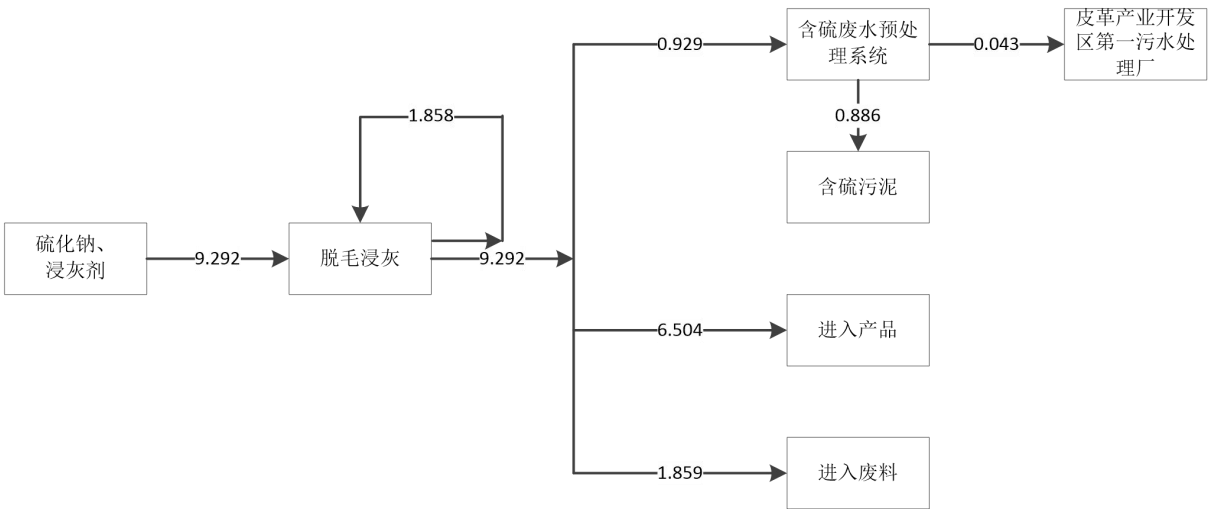 硫化钠、
浸灰剂
9.292
脱毛浸灰
1.858
9.292
0.929
含硫废水预处
理系统
0.043
皮革产业开发
区第一污水处
理厂
0.886
含硫污泥
6.504
进入产品
1.859
进入废料